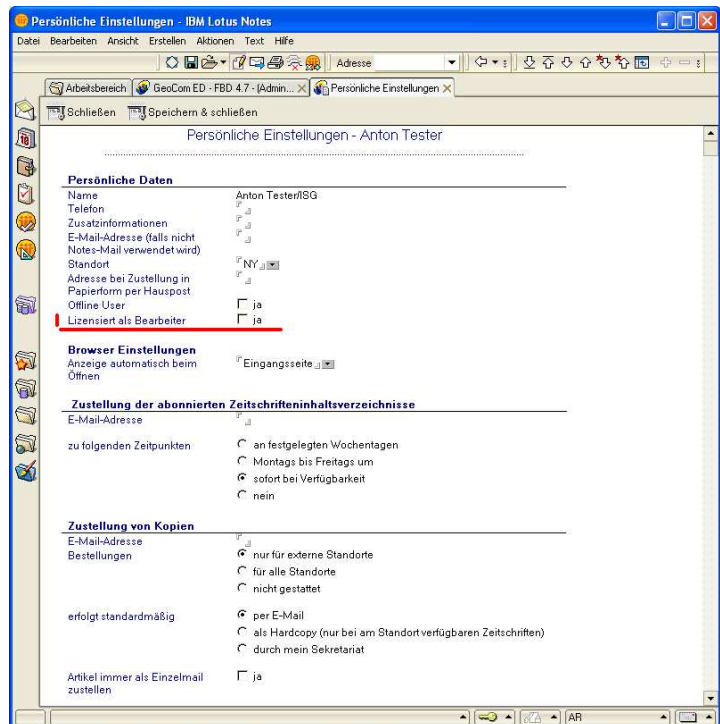 Persönliche Einstellungen - IBM Lotus Notes
Datei Bearbeiten Ansicht Erstellen Aktionen Text Hilfe
Adresse
Arbeitsbereich GeoCom ED - FBD 4.7 - (Admin... Persönliche Einstellungen
Schließen Speichern & schließen
Persönliche Einstellungen - Anton Tester
Persönliche Daten
Name Anton Tester/ISG
Telefon
Zusatzinformationen
E-Mail-Adresse (falls nicht
Notes-Mail verwendet wird)
Standort NY
Adresse bei Zustellung in
Papierform per Hauspost
Offline User ja
Lizensiert als Bearbeiter ja
Browser Einstellungen
Anzeige automatisch beim Eingangsseite
Öffnen
Zustellung der abonnierten Zeitschrifteninhaltsverzeichnisse
E-Mail-Adresse
zu folgenden Zeitpunkten an festgelegten Wochentagen
Montags bis Freitags um
sofort bei Verfügbarkeit
nein
Zustellung von Kopien
E-Mail-Adresse
Bestellungen nur für externe Standorte
für alle Standorte
nicht gestattet
erfolgt standardmäßig per E-Mail
als Hardcopy (nur bei am Standort verfügbaren Zeitschriften)
durch mein Sekretariat
Artikel immer als Einzelmail ja
zustellen
AR